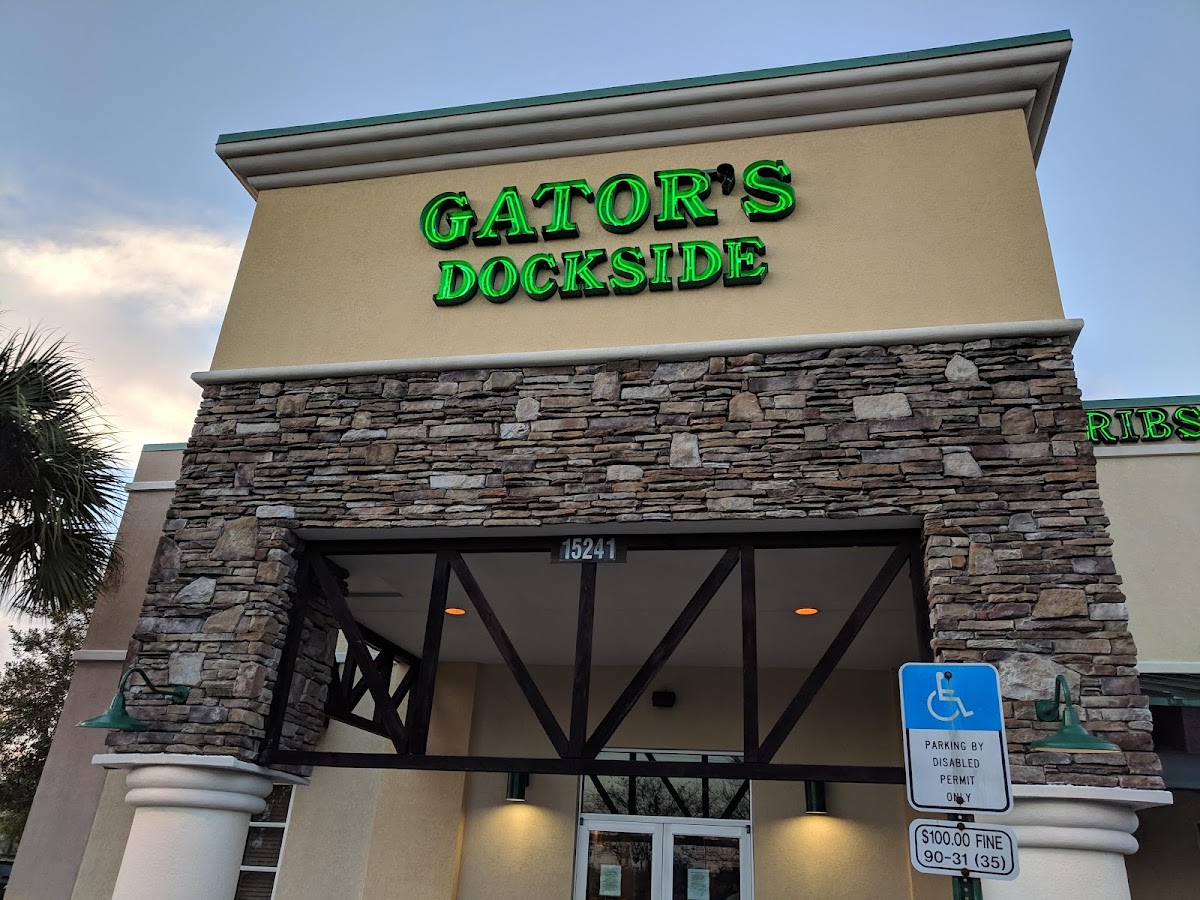 GATOR'S
DOCKSIDE
RIBS
15241
PARKING BY
DISABLED
PERMIT
ONLY
$100.00 FINE
90-31 (35)